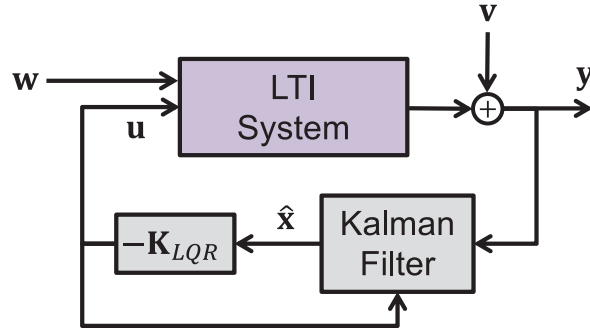 v
w
LTI
System
+
y
u
x̂
−K_LQR
Kalman
Filter